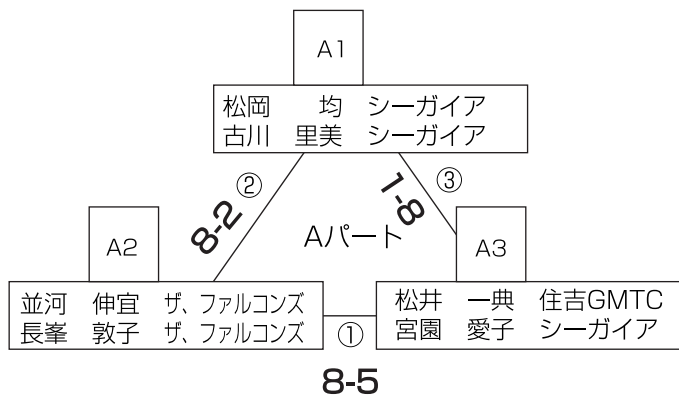 A1
松岡 均 シーガイア
古川 里美 シーガイア
②
③
8-2
1-8
Aパート
A2
A3
並河 伸宜 ザ、ファルコンズ
長峯 敦子 ザ、ファルコンズ
松井 一典 住吉GMTC
宮園 愛子 シーガイア
①
8-5